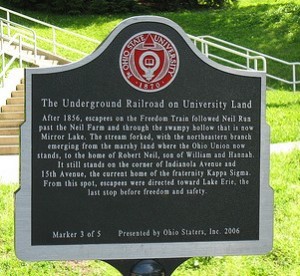 OHIO STATE UNIVERSITY
1870
The Underground Railroad on University Land
After 1856, escapees on the Freedom Train followed Neil Run
past the Neil Farm and through the swampy hollow that is now
Mirror Lake. The stream forked, with the northeastern branch
emerging from the marshy land where the Ohio Union now
stands, to the home of Robert Neil, son of William and Hannah.
It still stands on the corner of Indianola Avenue and
15th Avenue, the current home of the fraternity Kappa Sigma.
From this spot, escapees were directed toward Lake Erie, the
last stop before freedom and safety.
Marker 3 of 5 Presented by Ohio Staters, Inc. 2006